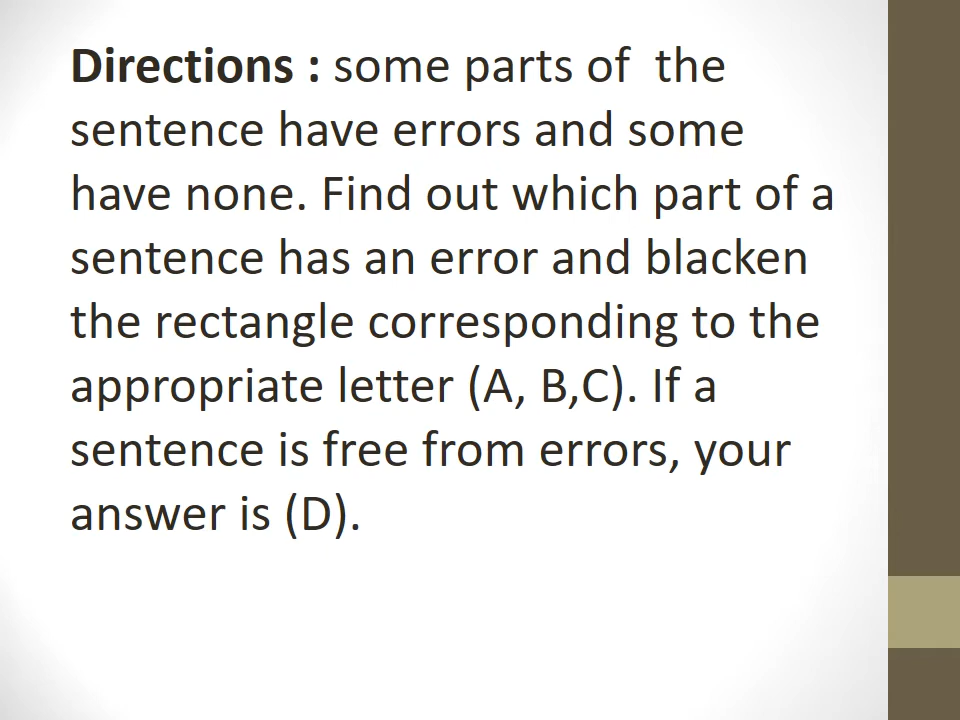 Directions : some parts of  the
sentence have errors and some
have none. Find out which part of a
sentence has an error and blacken
the rectangle corresponding to the
appropriate letter (A, B,C). If a
sentence is free from errors, your
answer is (D).